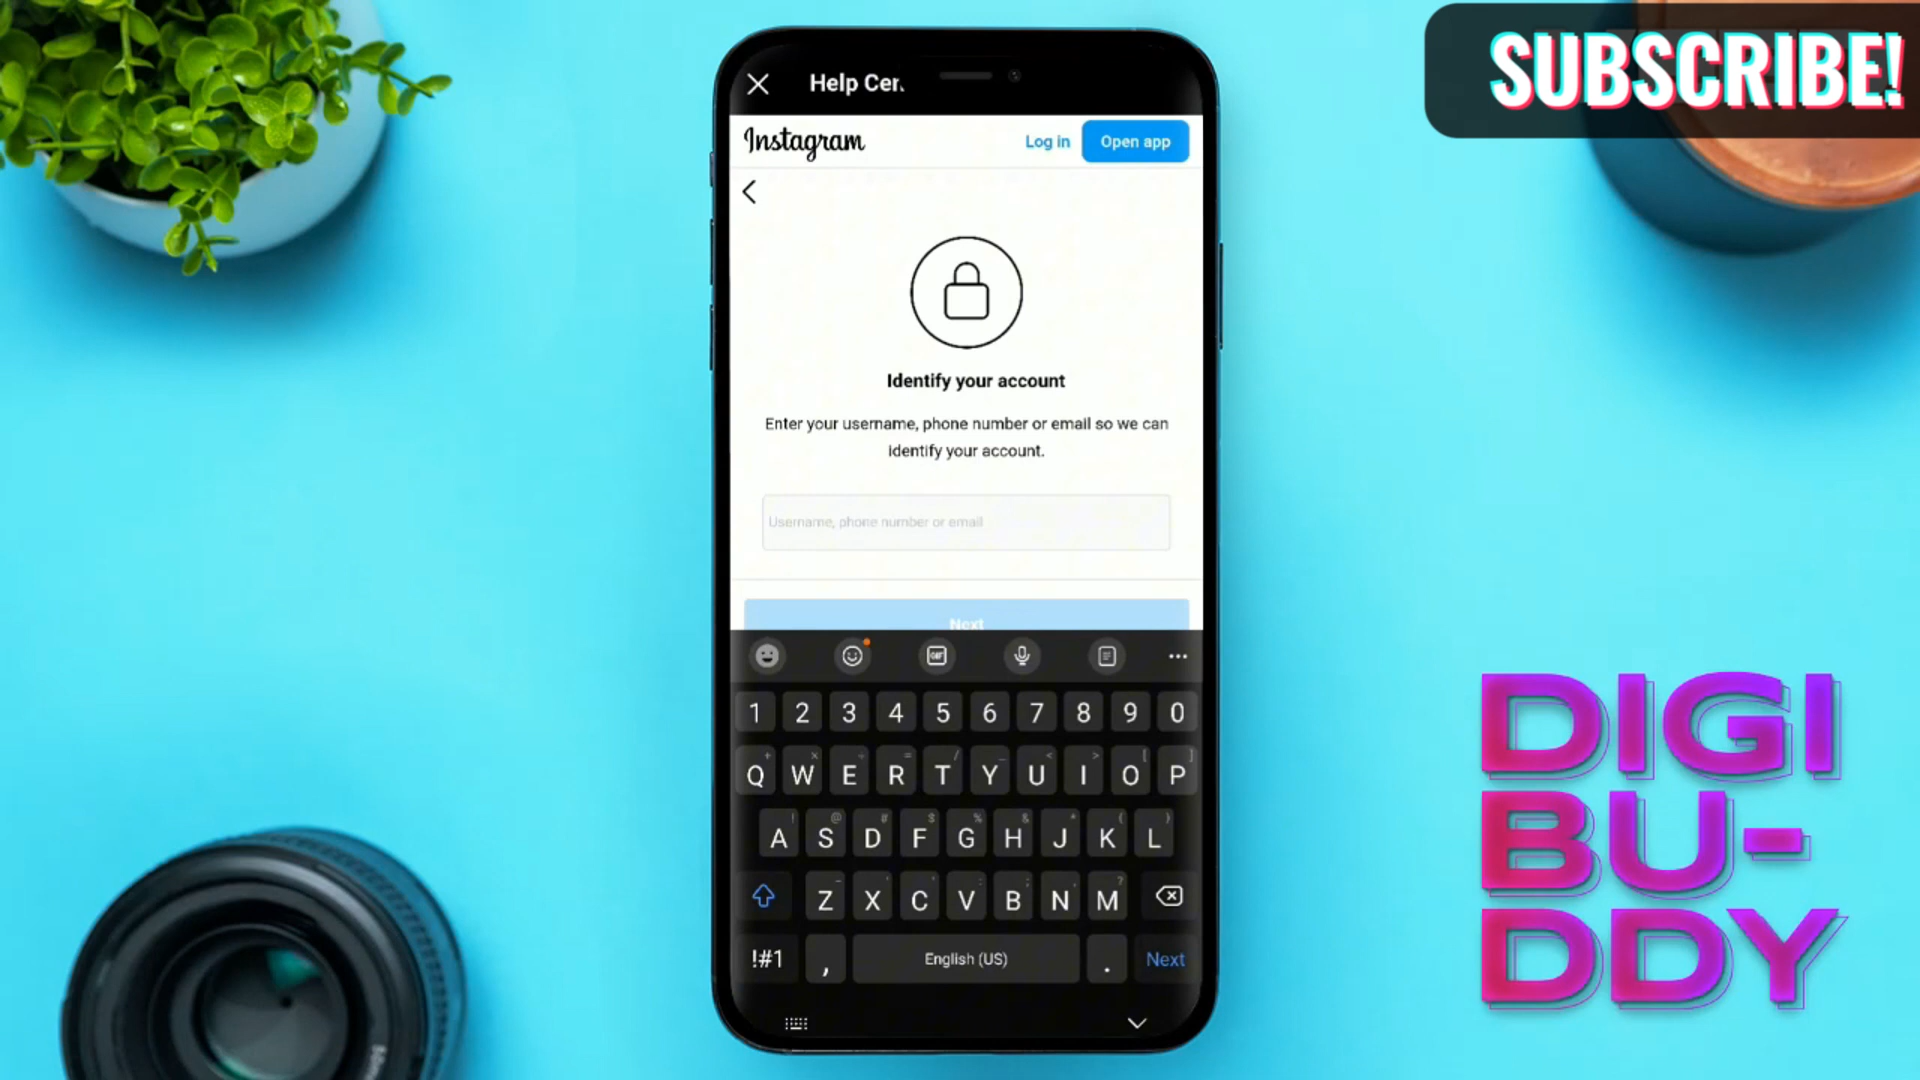 SUBSCRIBE!
Help Cen
Instagram
Log in
Open app
Identify your account
Enter your username, phone number or email so we can
identify your account.
Username, phone number or email
Next
GIF
1 2 3 4 5 6 7 8 9 0
Q W E R T Y U I O P
A S D F G H J K L
Z X C V B N M
!#1 , English (US) . Next
DIGI
BU-
DDY